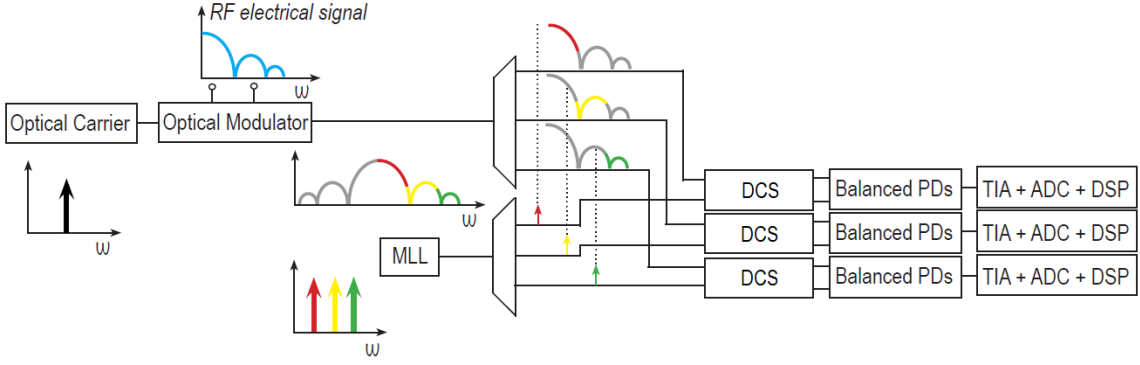 RF electrical signal
ω
Optical Carrier
Optical Modulator
ω
ω
MLL
ω
DCS
Balanced PDs
TIA + ADC + DSP
DCS
Balanced PDs
TIA + ADC + DSP
DCS
Balanced PDs
TIA + ADC + DSP